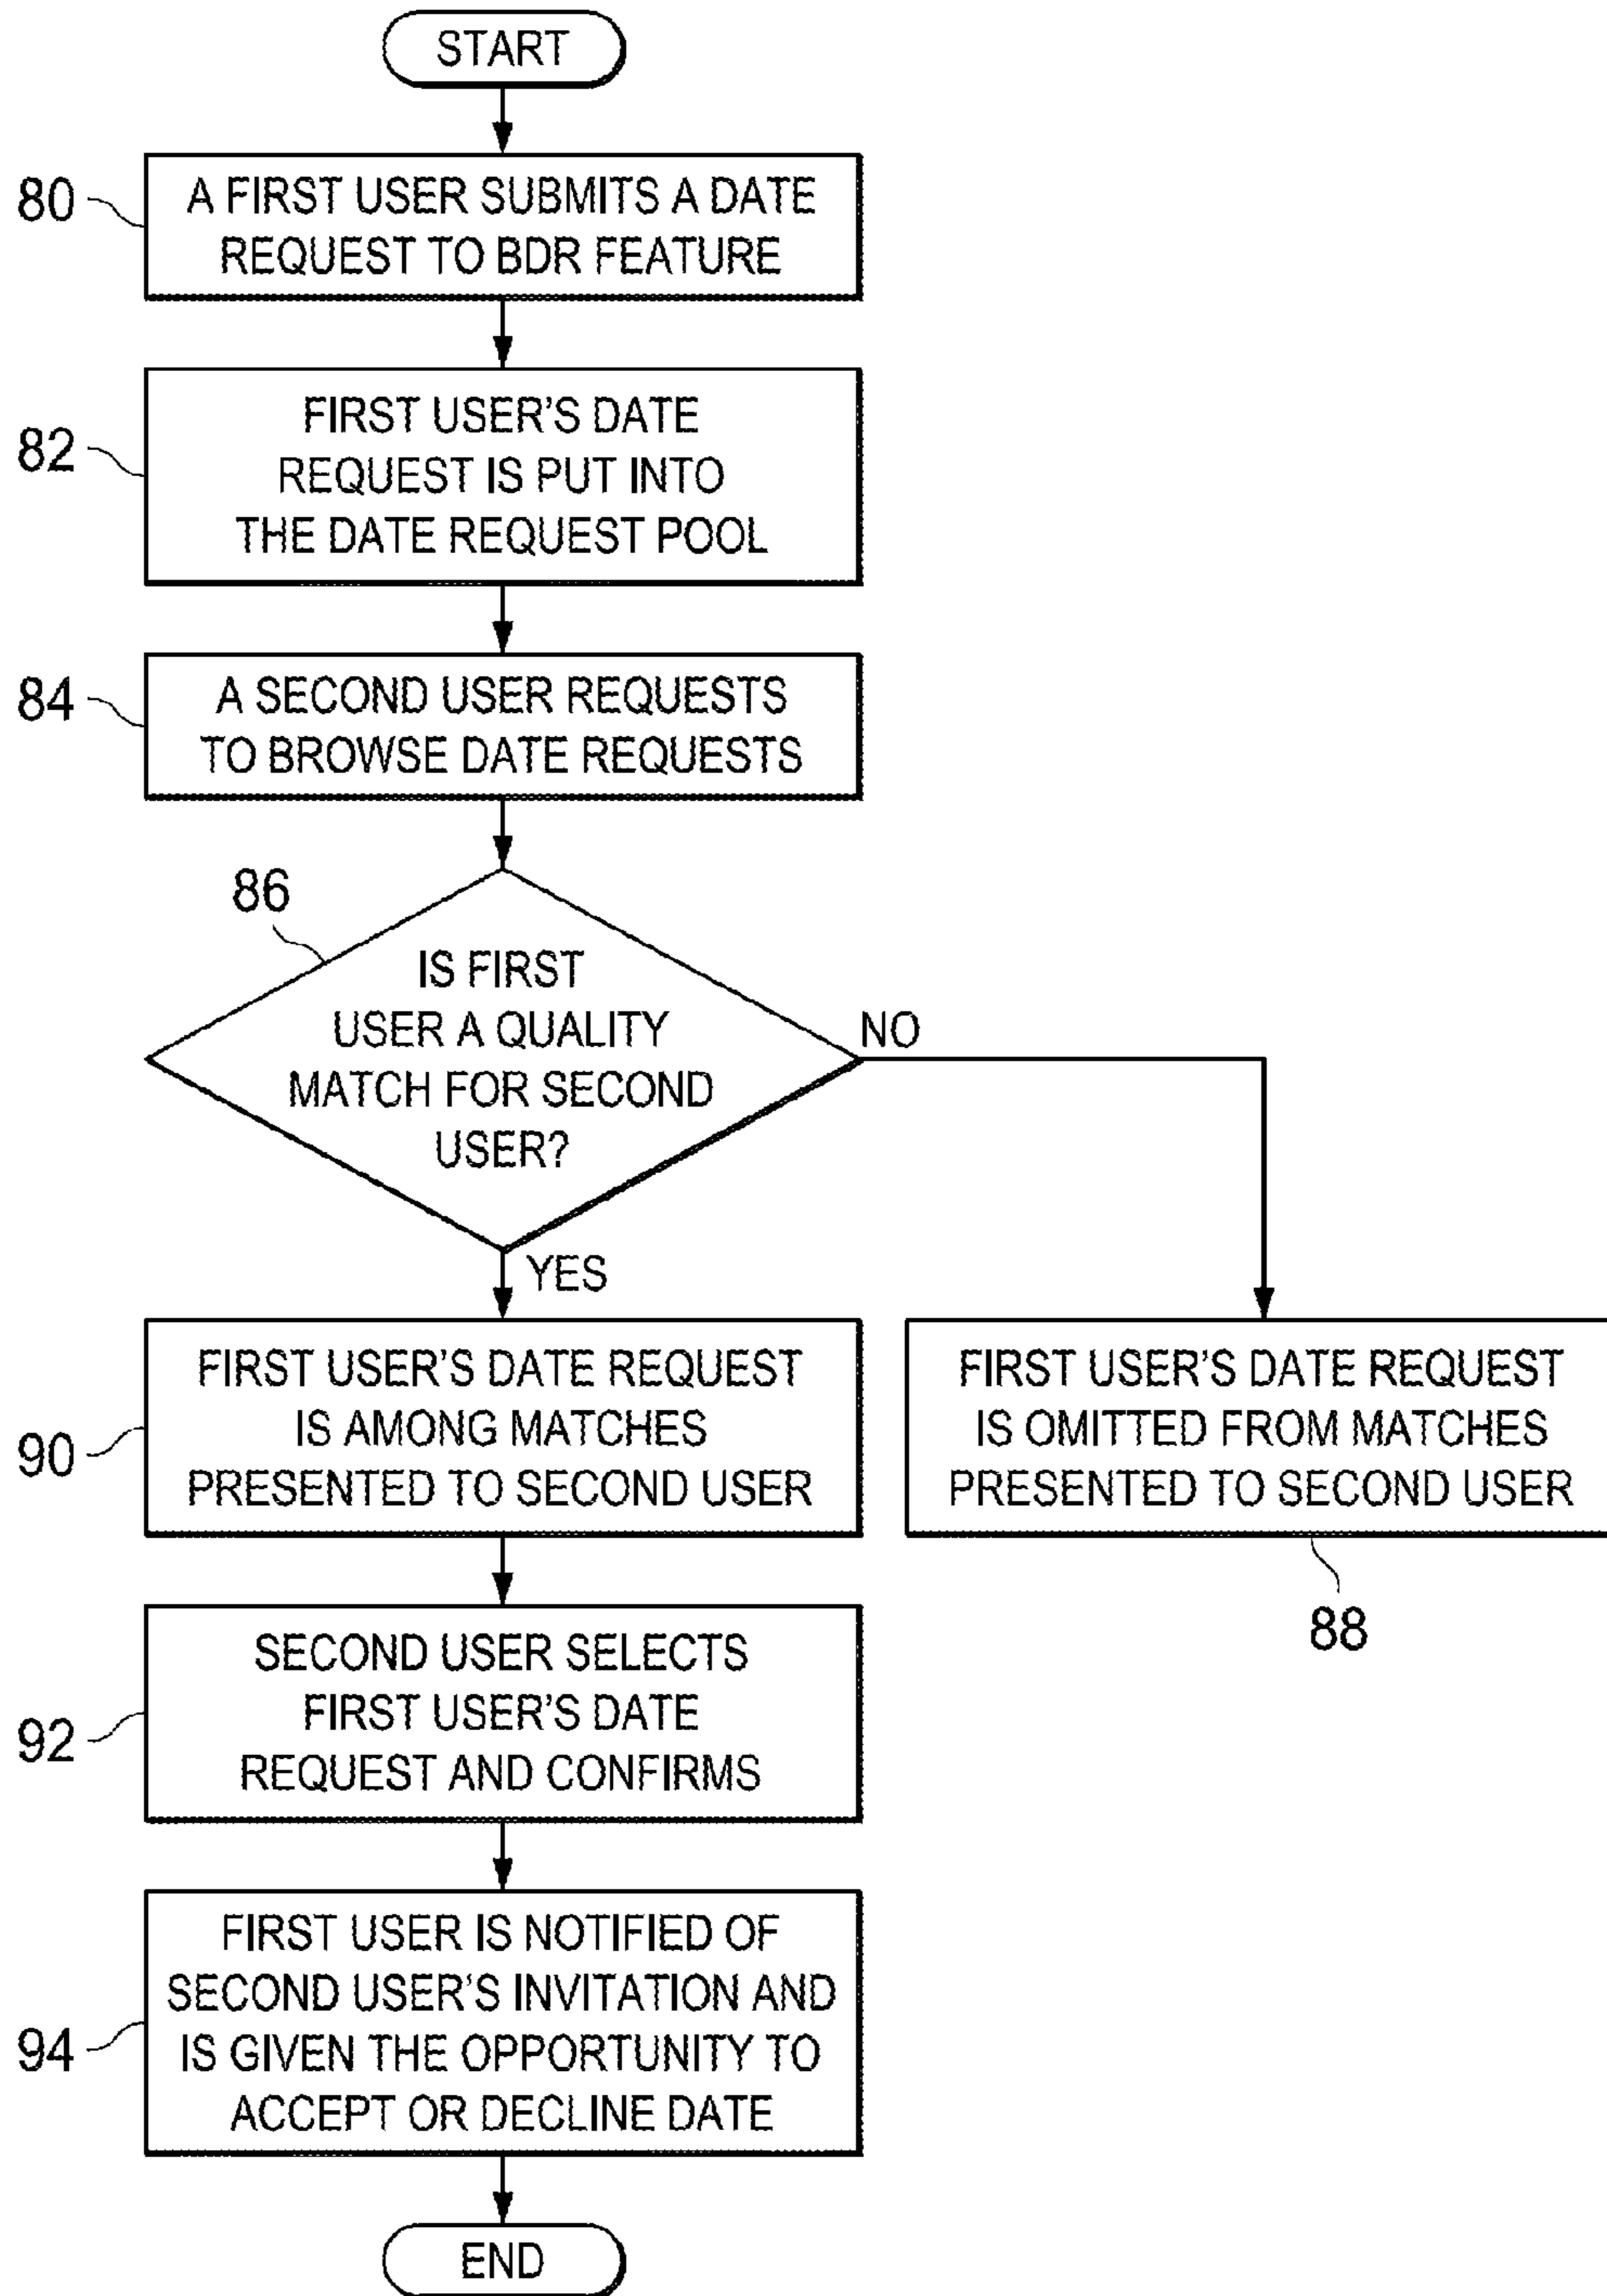 START
80
A FIRST USER SUBMITS A DATE
REQUEST TO BDR FEATURE
82
FIRST USER'S DATE
REQUEST IS PUT INTO
THE DATE REQUEST POOL
84
A SECOND USER REQUESTS
TO BROWSE DATE REQUESTS
86
IS FIRST
USER A QUALITY
MATCH FOR SECOND
USER?
NO
YES
90
FIRST USER'S DATE REQUEST
IS AMONG MATCHES
PRESENTED TO SECOND USER
FIRST USER'S DATE REQUEST
IS OMITTED FROM MATCHES
PRESENTED TO SECOND USER
88
92
SECOND USER SELECTS
FIRST USER'S DATE
REQUEST AND CONFIRMS
94
FIRST USER IS NOTIFIED OF
SECOND USER'S INVITATION AND
IS GIVEN THE OPPORTUNITY TO
ACCEPT OR DECLINE DATE
END